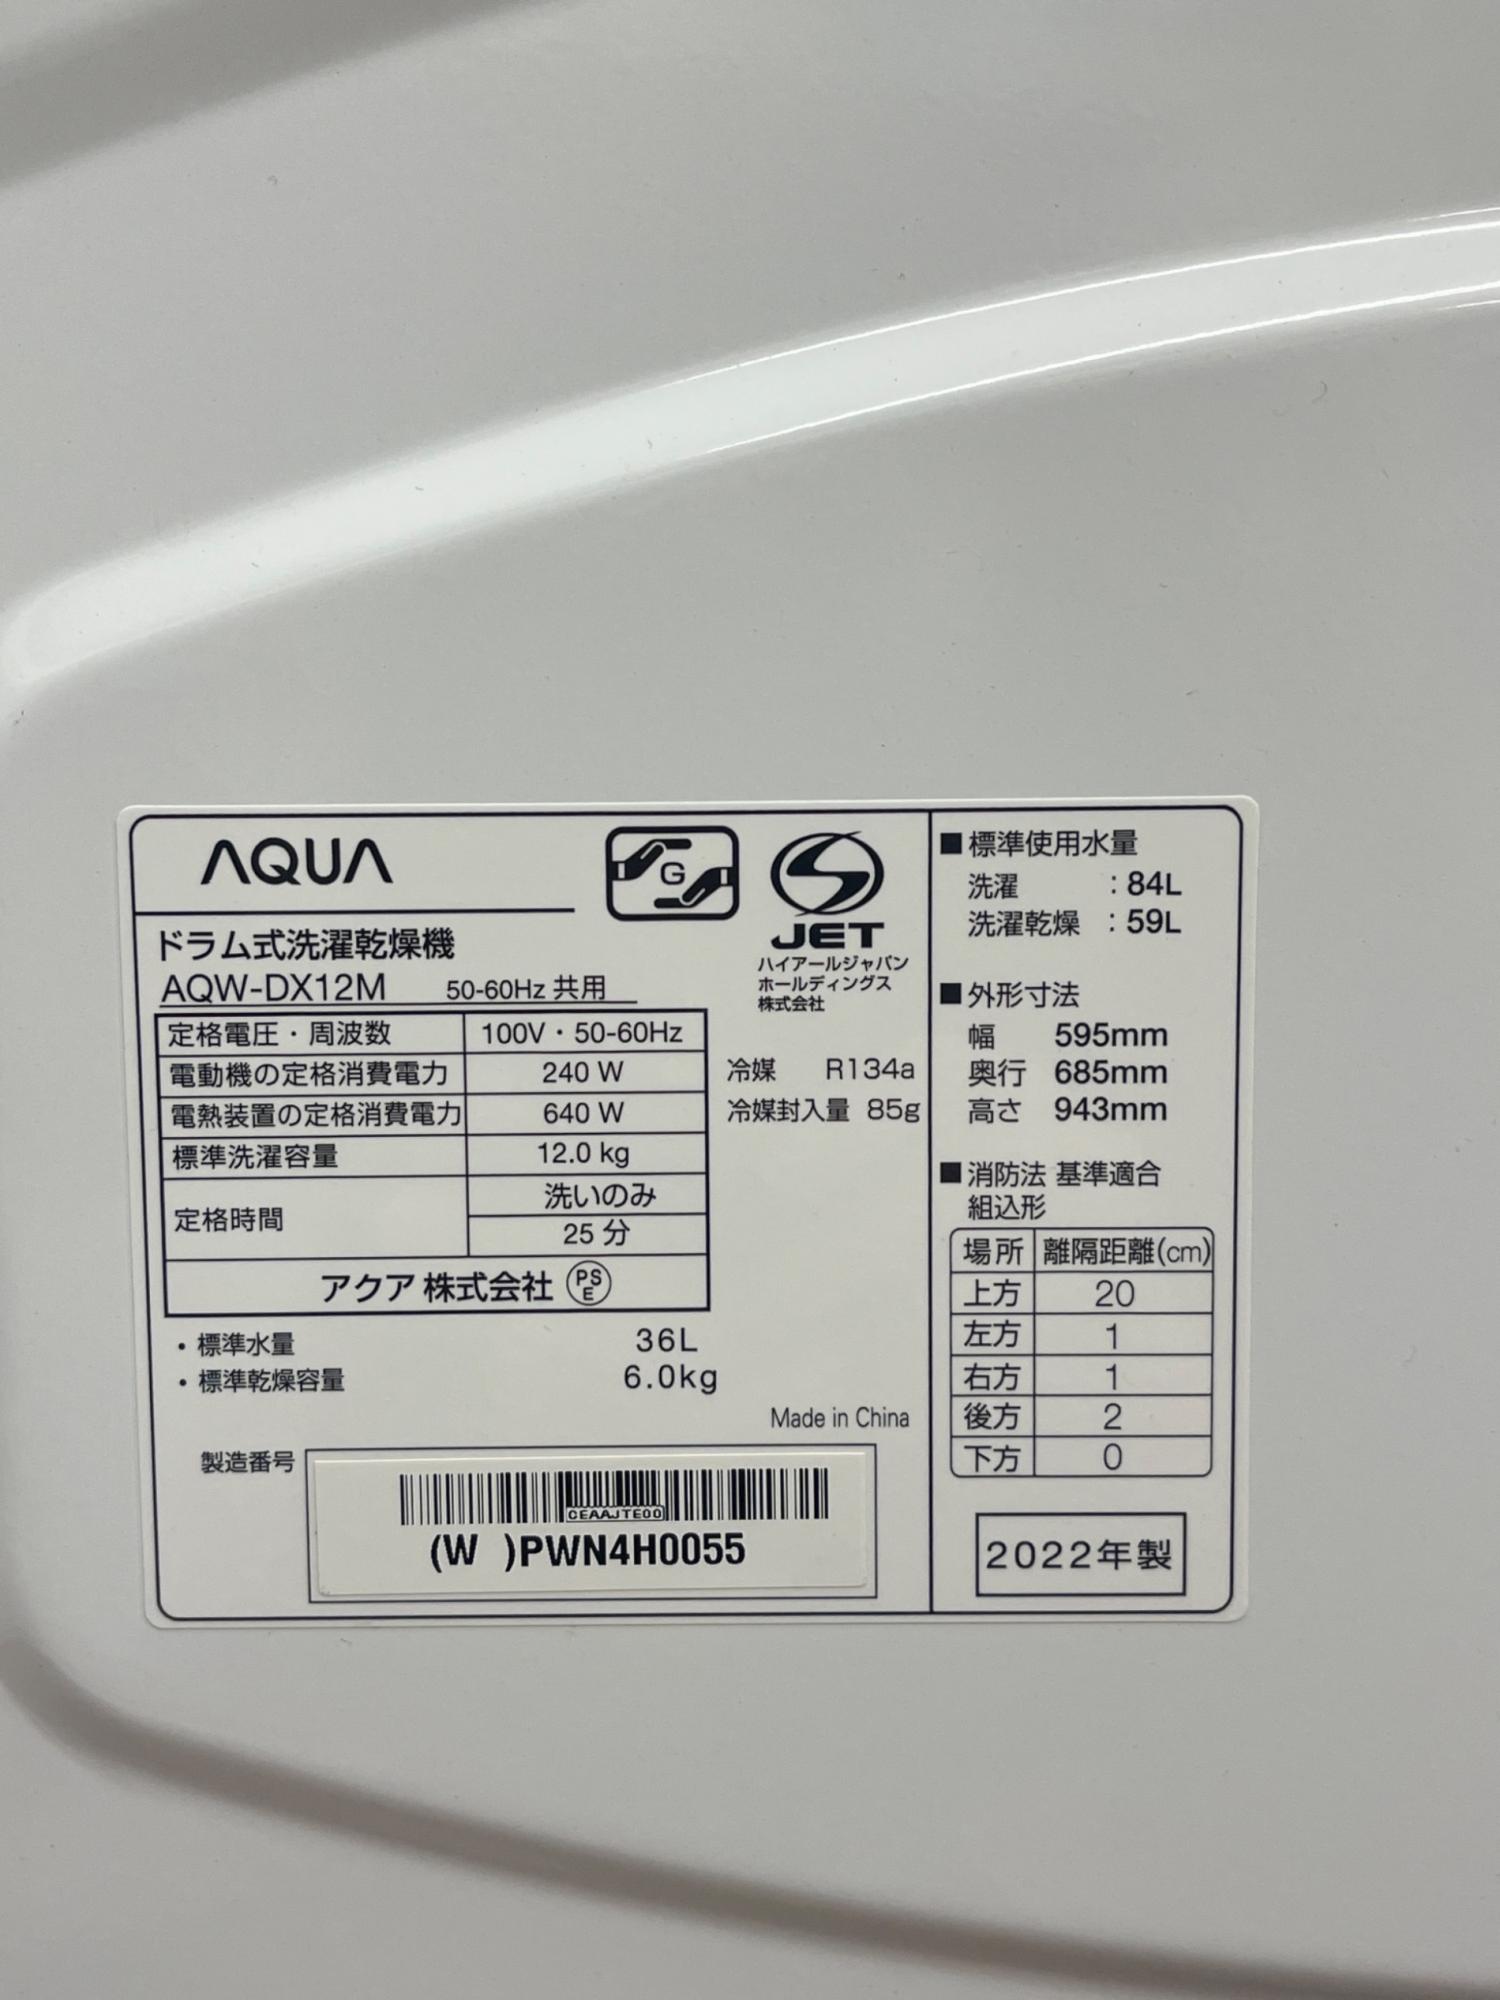 AQUA
G
JET
ハイアールジャパン
ホールディングス
株式会社
ドラム式洗濯乾燥機
AQW-DX12M 50-60Hz 共用
定格電圧・周波数 100V・50-60Hz
電動機の定格消費電力 240 W
電熱装置の定格消費電力 640 W
標準洗濯容量 12.0 kg
定格時間 洗いのみ
25 分
アクア 株式会社 PSE
冷媒 R134a
冷媒封入量 85g
・標準水量 36L
・標準乾燥容量 6.0kg
Made in China
製造番号
CEAAJTE00
(W )PWN4H0055
■標準使用水量
洗濯 : 84L
洗濯乾燥 : 59L
■外形寸法
幅 595mm
奥行 685mm
高さ 943mm
■消防法 基準適合
組込形
場所 離隔距離(cm)
上方 20
左方 1
右方 1
後方 2
下方 0
2022年製